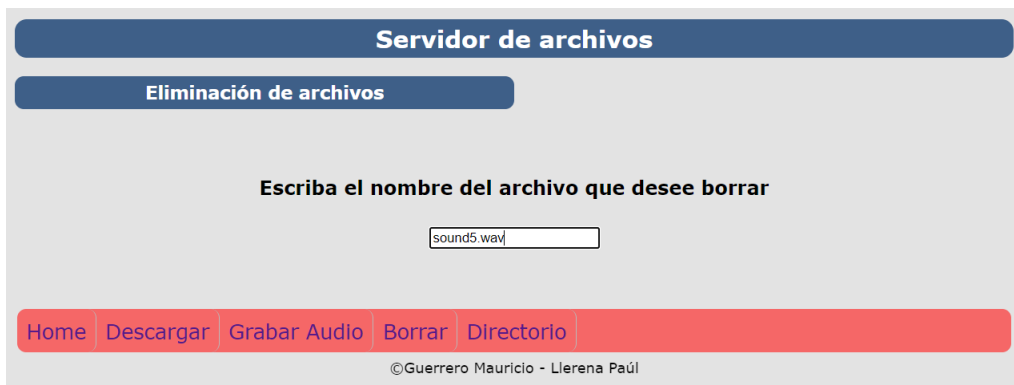 Servidor de archivos
Eliminación de archivos
Escriba el nombre del archivo que desee borrar
sound5.wav
Home Descargar Grabar Audio Borrar Directorio
©Guerrero Mauricio - Llerena Paúl